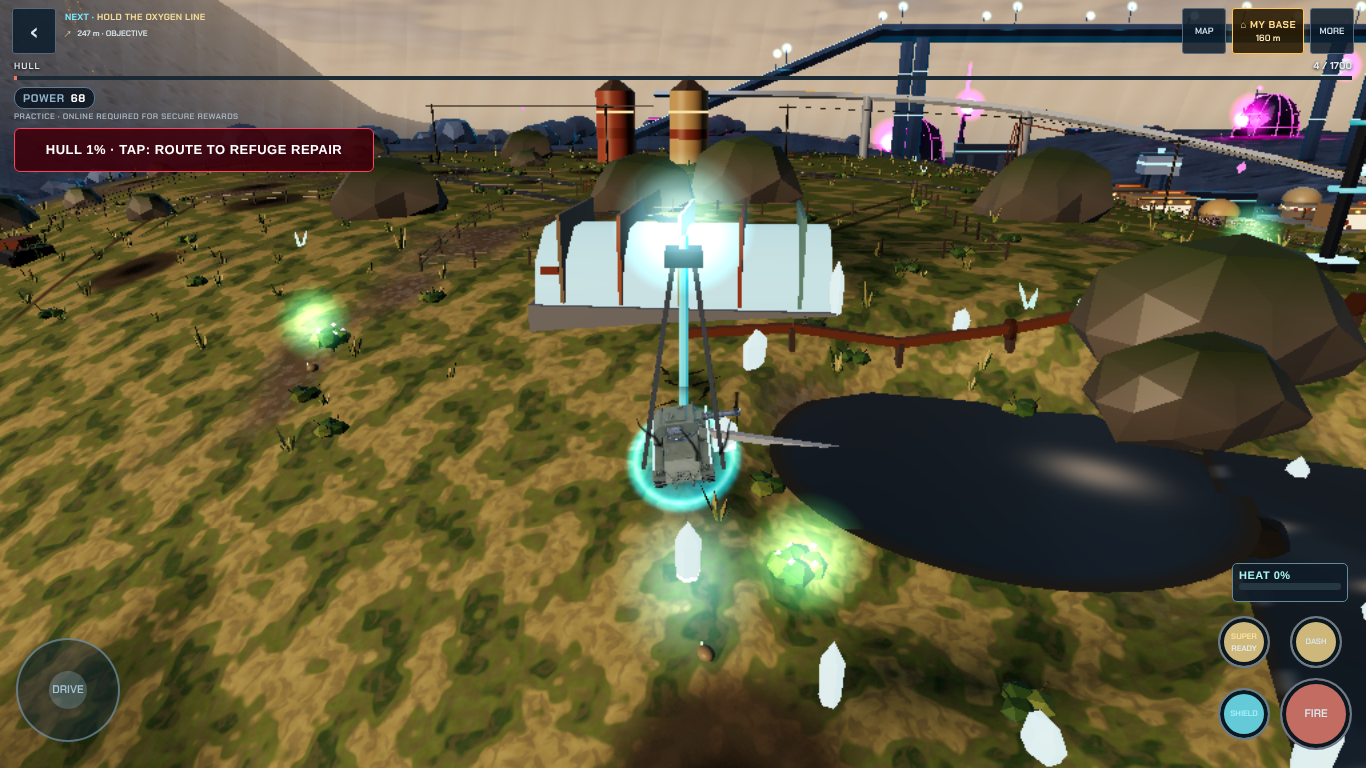 ‹
NEXT · HOLD THE OXYGEN LINE
↗ 247 m · OBJECTIVE
MAP
⌂ MY BASE
160 m
MORE
HULL
4 / 1700
POWER 68
PRACTICE · ONLINE REQUIRED FOR SECURE REWARDS
HULL 1% · TAP: ROUTE TO REFUGE REPAIR
HEAT 0%
SUPER
READY
DASH
DRIVE
SHIELD
FIRE